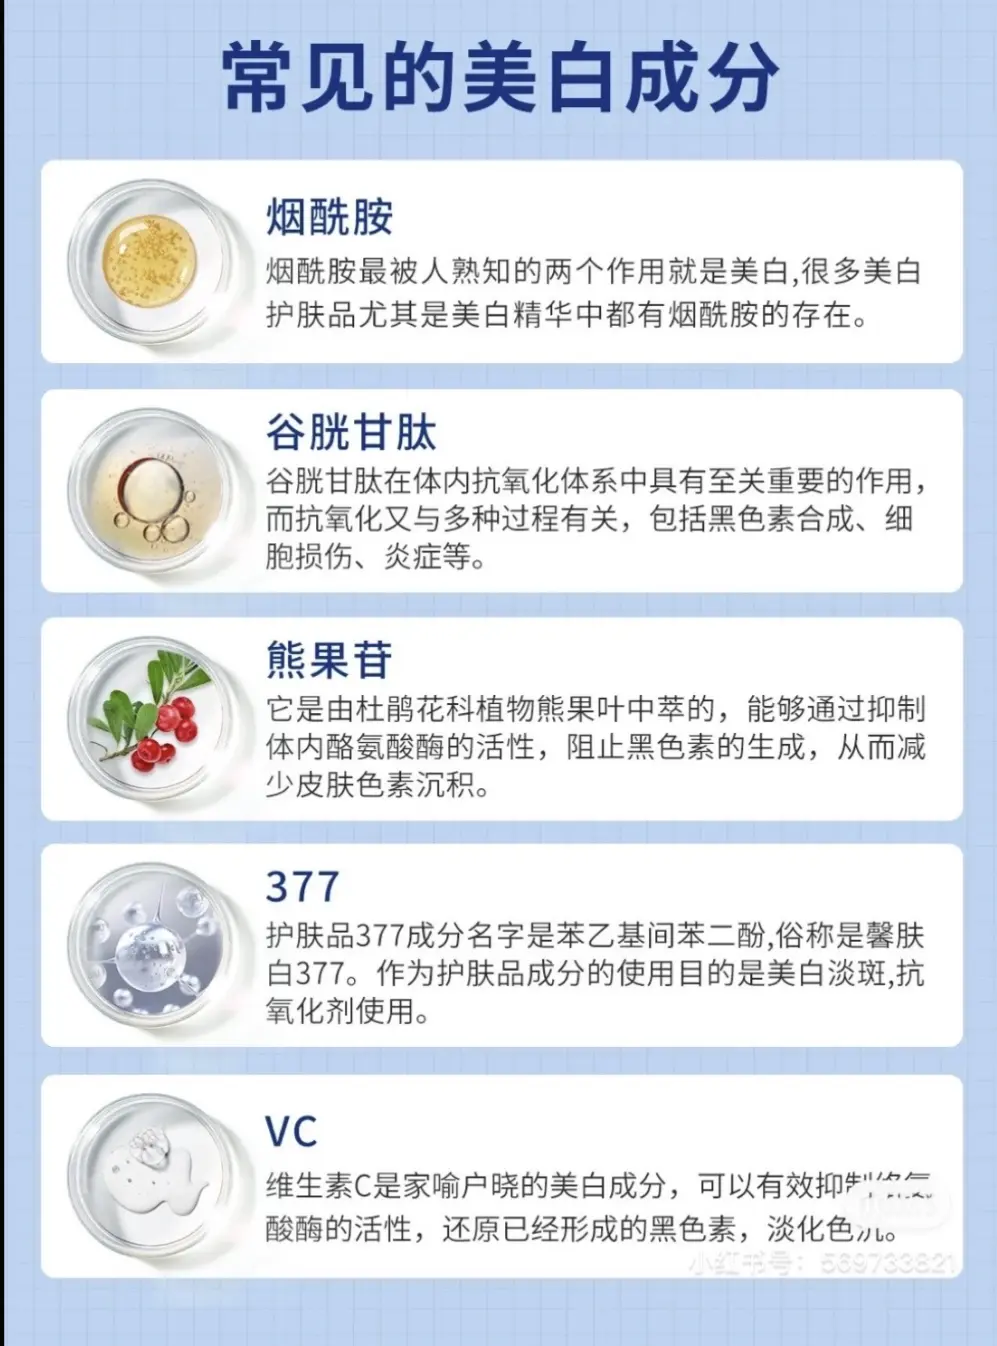 常见的美白成分
烟酰胺
烟酰胺最被人熟知的两个作用就是美白,很多美白
护肤品尤其是美白精华中都有烟酰胺的存在。
谷胱甘肽
谷胱甘肽在体内抗氧化体系中具有至关重要的作用，
而抗氧化又与多种过程有关，包括黑色素合成、细
胞损伤、炎症等。
熊果苷
它是由杜鹃花科植物熊果叶中萃的，能够通过抑制
体内酪氨酸酶的活性，阻止黑色素的生成，从而减
少皮肤色素沉积。
377
护肤品377成分名字是苯乙基间苯二酚,俗称是馨肤
白377。作为护肤品成分的使用目的是美白淡斑,抗
氧化剂使用。
VC
维生素C是家喻户晓的美白成分，可以有效抑制
酸酶的活性，还原已经形成的黑色素，淡化色沉。
小红书号：569733821